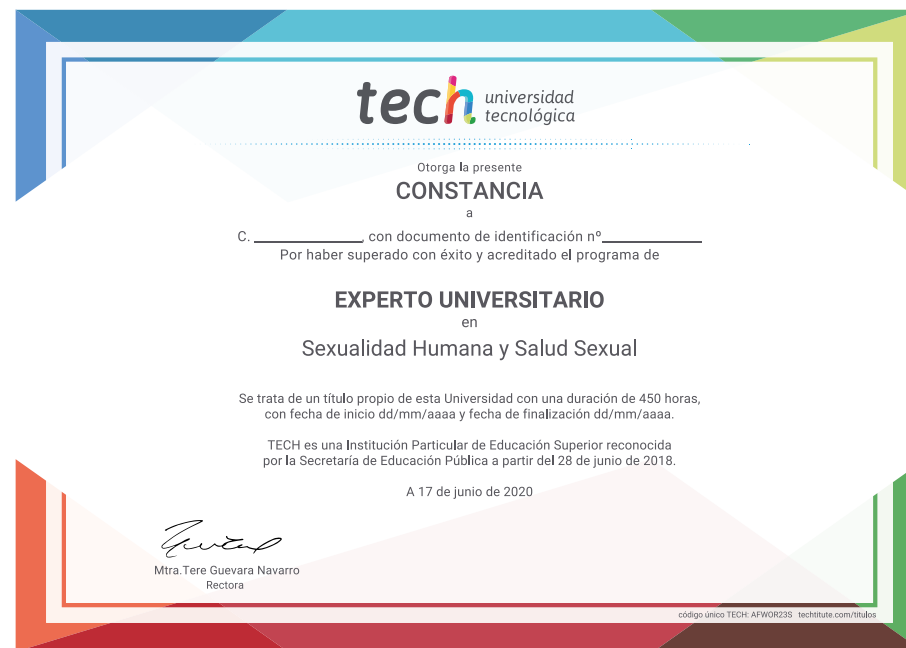 tech universidad
tecnológica
Otorga la presente
CONSTANCIA
a
C. ____________, con documento de identificación nº___________
Por haber superado con éxito y acreditado el programa de
EXPERTO UNIVERSITARIO
en
Sexualidad Humana y Salud Sexual
Se trata de un título propio de esta Universidad con una duración de 450 horas,
con fecha de inicio dd/mm/aaaa y fecha de finalización dd/mm/aaaa.
TECH es una Institución Particular de Educación Superior reconocida
por la Secretaría de Educación Pública a partir del 28 de junio de 2018.
A 17 de junio de 2020
Mtra.Tere Guevara Navarro
Rectora
código único TECH: AFWOR23S techtitute.com/titulos